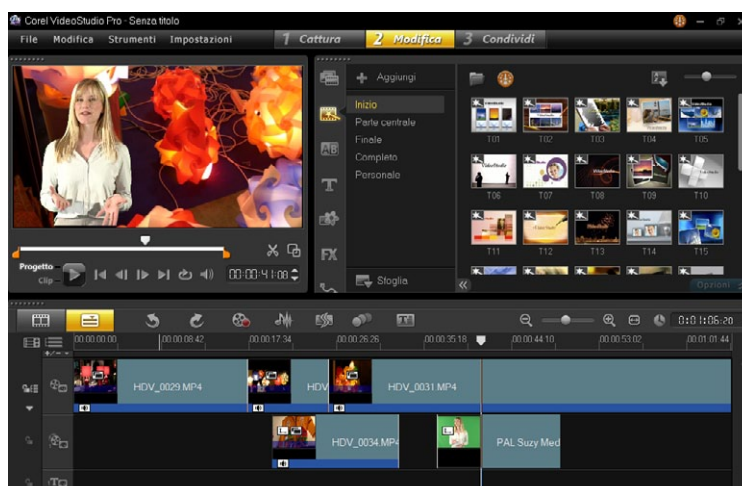 Corel VideoStudio Pro - Senza titolo
File Modifica Strumenti Impostazioni 1 Cattura 2 Modifica 3 Condividi
Aggiungi
Inizio
Parte centrale
Finale
Completo
Personale
Sfoglia
T01 T02 T03 T04 T05
T06 T07 T08 T09 T10
T11 T12 T13 T14 T15
Opzioni
Progetto
Clip
00:00:41:08
0:01:06:20
00:00:00:00 00:00:08:42 00:00:17:34 00:00:26:26 00:00:35:18 00:00:44:10 00:00:53:02 00:01:01:44
HDV_0029.MP4 HDV HDV_0031.MP4
HDV_0034.MP4 PAL Suzy Med